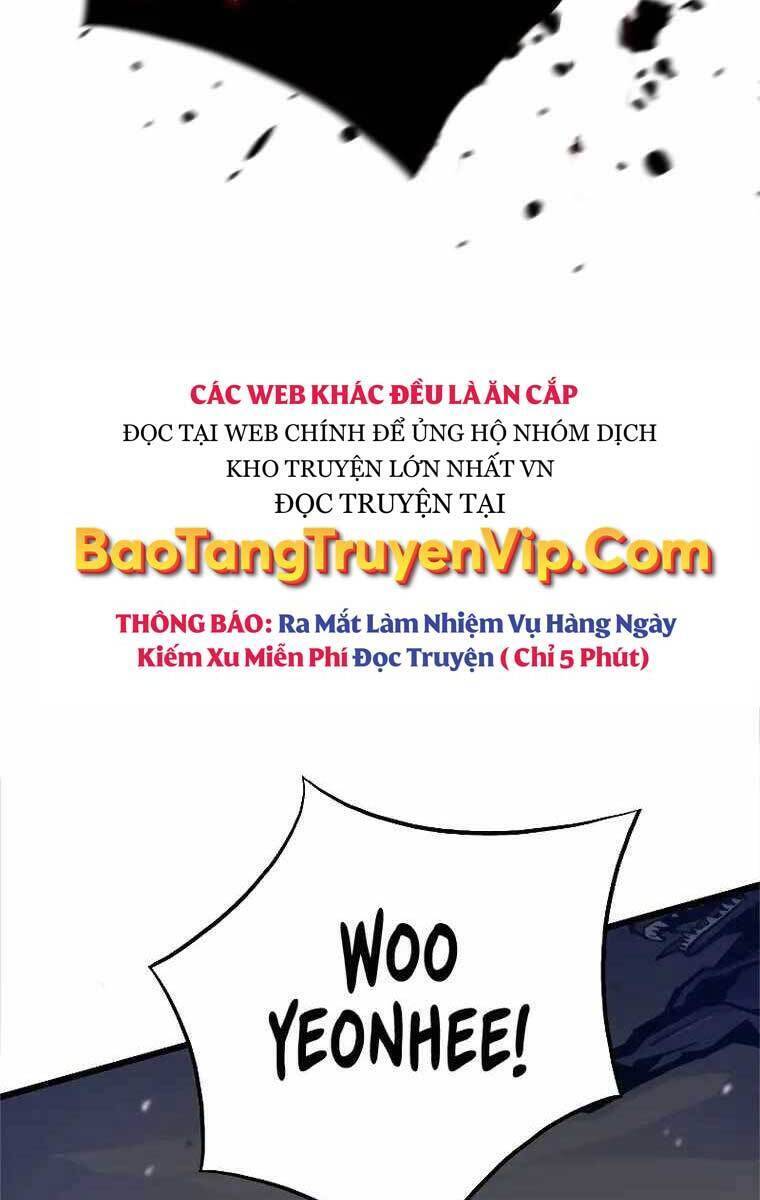 CÁC WEB KHÁC ĐỀU LÀ ĂN CẮP
ĐỌC TẠI WEB CHÍNH ĐỂ ỦNG HỘ NHÓM DỊCH
KHO TRUYỆN LỚN NHẤT VN
ĐỌC TRUYỆN TẠI
BaoTangTruyenVip.Com
THÔNG BÁO: Ra Mắt Làm Nhiệm Vụ Hàng Ngày
Kiếm Xu Miễn Phí Đọc Truyện ( Chỉ 5 Phút)
WOO
YEONHEE!